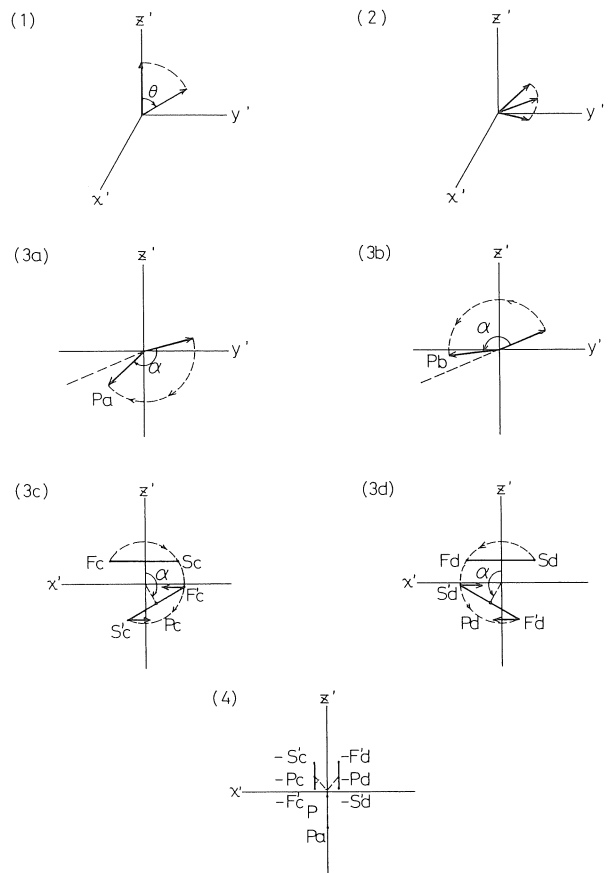 (1)
z'
θ
y'
x'
(2)
z'
y'
x'
(3a)
z'
y'
α
Pa
(3b)
z'
α
y'
Pb
(3c)
z'
Fc
Sc
x'
α
F'c
S'c
Pc
(3d)
z'
Fd
Sd
x'
α
S'd
Pd
F'd
(4)
z'
-S'c
-F'd
-Pc
-Pd
x'
-F'c
-S'd
P
Pa